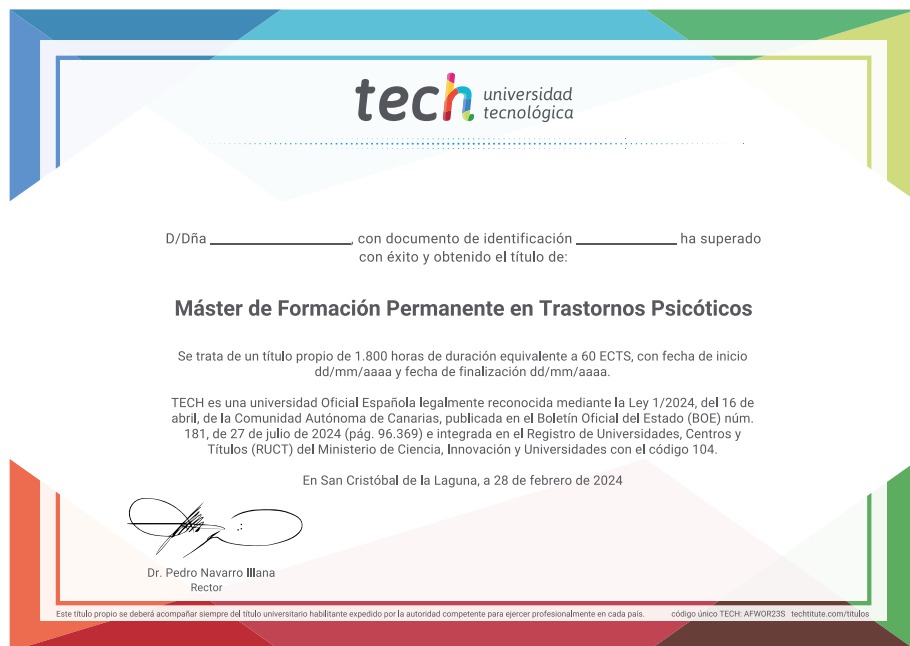 tech universidad
tecnológica
D/Dña ____________, con documento de identificación ____________ ha superado
con éxito y obtenido el título de:
Máster de Formación Permanente en Trastornos Psicóticos
Se trata de un título propio de 1.800 horas de duración equivalente a 60 ECTS, con fecha de inicio
dd/mm/aaaa y fecha de finalización dd/mm/aaaa.
TECH es una universidad Oficial Española legalmente reconocida mediante la Ley 1/2024, del 16 de
abril, de la Comunidad Autónoma de Canarias, publicada en el Boletín Oficial del Estado (BOE) núm.
181, de 27 de julio de 2024 (pág. 96.369) e integrada en el Registro de Universidades, Centros y
Títulos (RUCT) del Ministerio de Ciencia, Innovación y Universidades con el código 104.
En San Cristóbal de la Laguna, a 28 de febrero de 2024
Dr. Pedro Navarro Illana
Rector
Este título propio se deberá acompañar siempre del título universitario habilitante expedido por la autoridad competente para ejercer profesionalmente en cada país. código único TECH: AFWOR23S techtitute.com/titulos